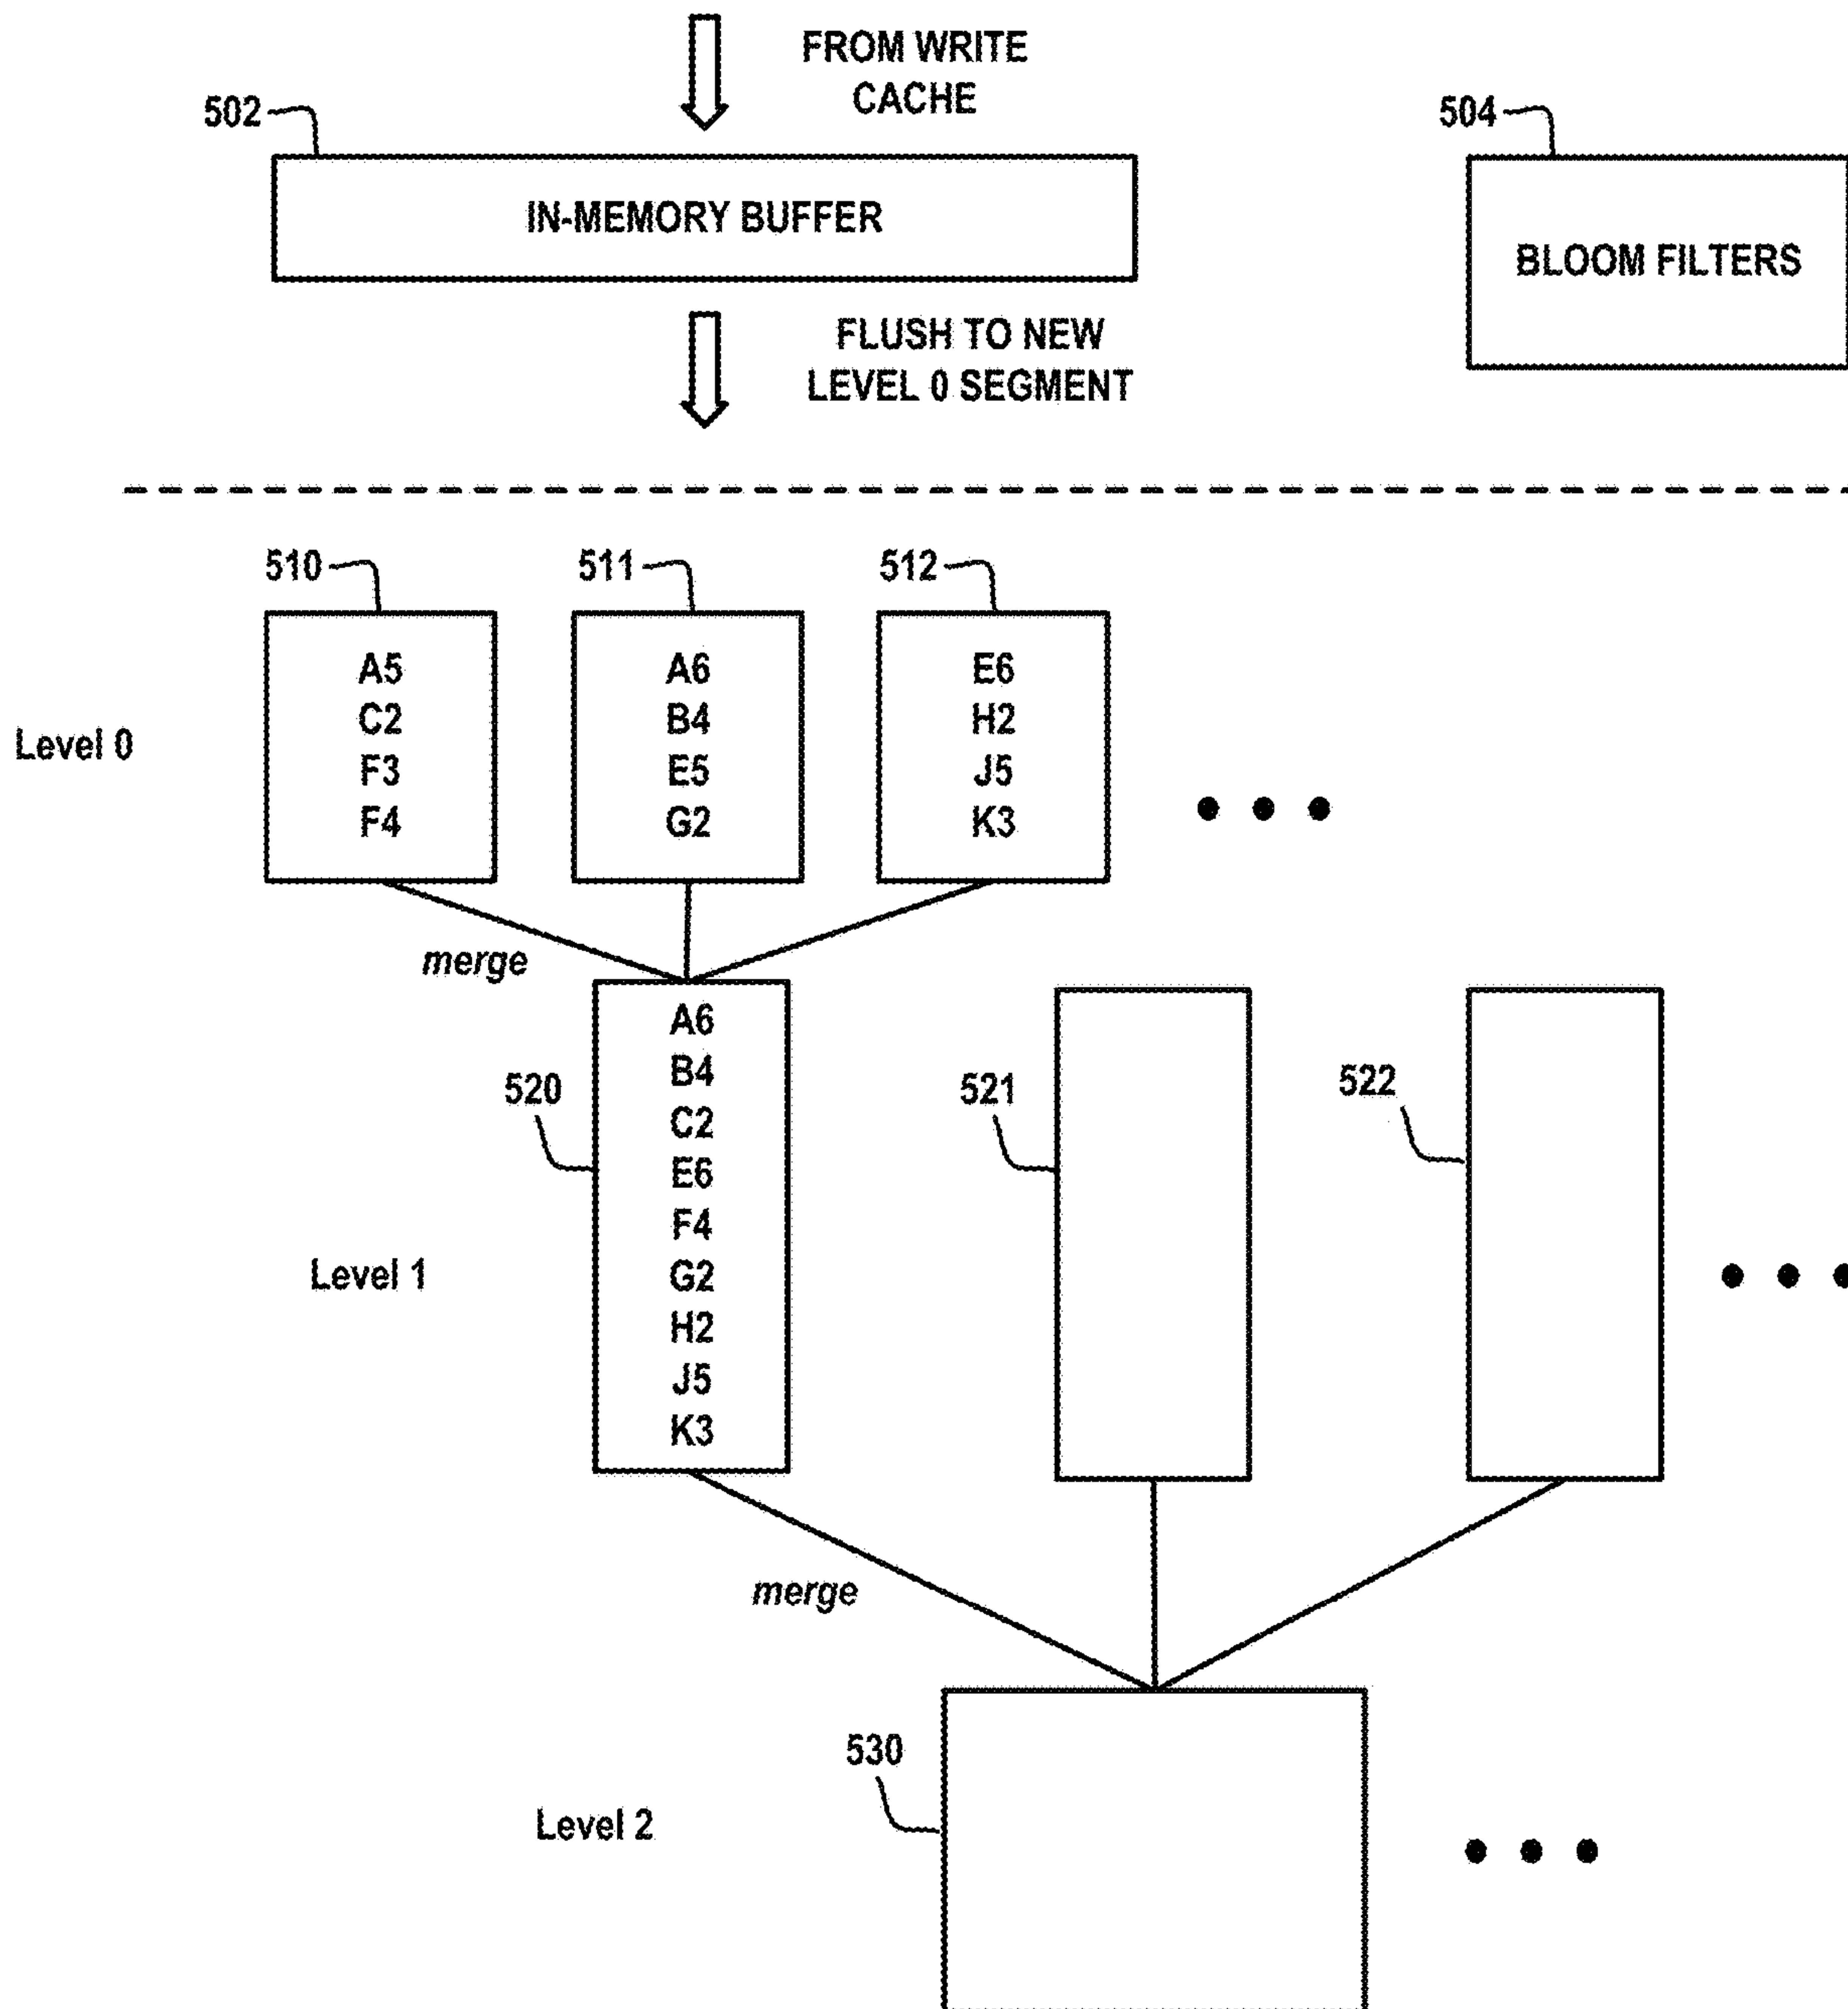 FROM WRITE
CACHE
502
504
IN-MEMORY BUFFER
BLOOM FILTERS
FLUSH TO NEW
LEVEL 0 SEGMENT
510
511
512
Level 0
A5
C2
F3
F4
A6
B4
E5
G2
E6
H2
J5
K3
merge
520
521
522
Level 1
A6
B4
C2
E6
F4
G2
H2
J5
K3
merge
530
Level 2